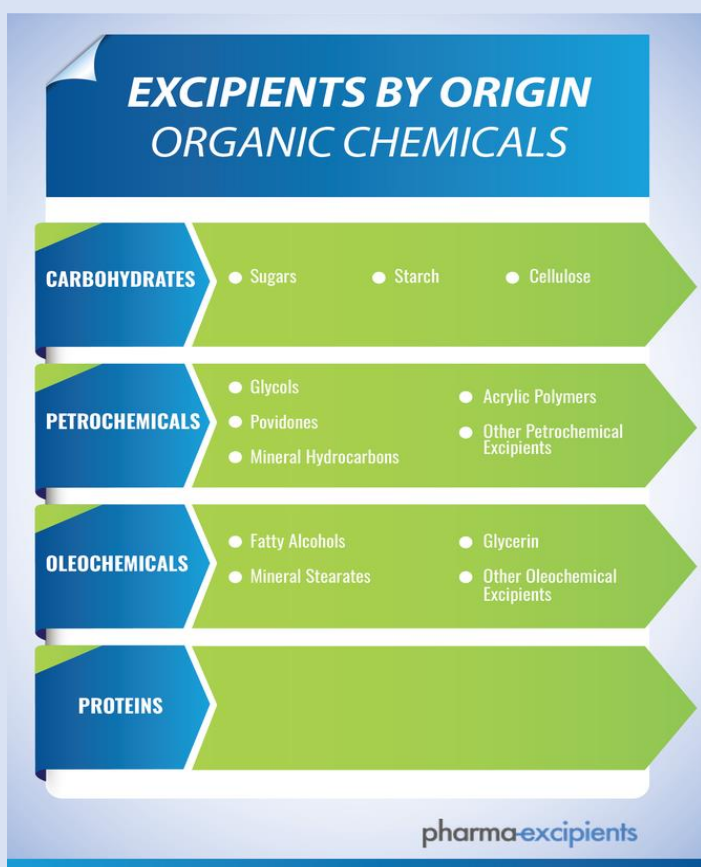 EXCIPIENTS BY ORIGIN
ORGANIC CHEMICALS
CARBOHYDRATES
Sugars
Starch
Cellulose
PETROCHEMICALS
Glycols
Povidones
Mineral Hydrocarbons
Acrylic Polymers
Other Petrochemical
Excipients
OLEOCHEMICALS
Fatty Alcohols
Mineral Stearates
Glycerin
Other Oleochemical
Excipients
PROTEINS
pharma-excipients